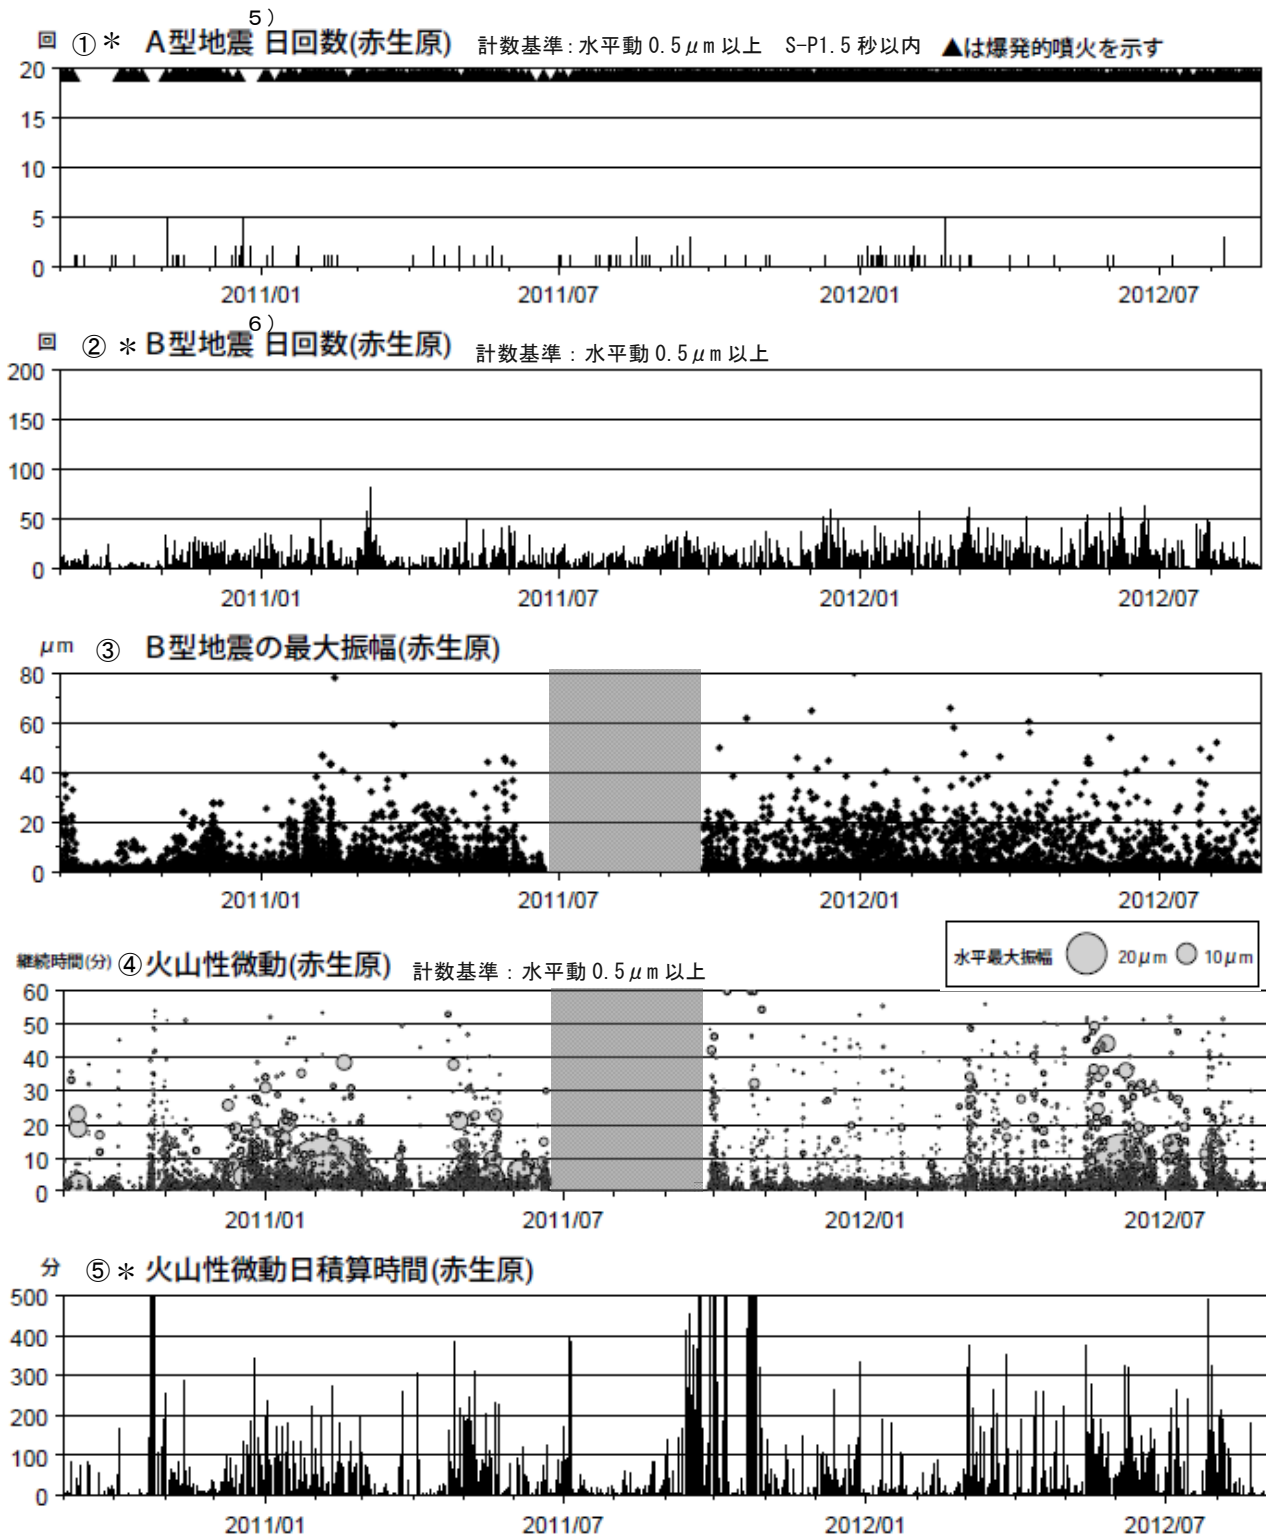 5)
回 ①＊ A型地震 日回数(赤生原) 計数基準：水平動 0.5μm 以上 S-P1.5 秒以内 ▲は爆発的噴火を示す
20
15
10
5
0
2011/01 2011/07 2012/01 2012/07
6)
回 ②＊B型地震 日回数(赤生原) 計数基準：水平動 0.5μm 以上
200
150
100
50
0
2011/01 2011/07 2012/01 2012/07
μm ③ B型地震の最大振幅(赤生原)
80
60
40
20
0
2011/01 2011/07 2012/01 2012/07
継続時間(分) ④火山性微動(赤生原) 計数基準：水平動 0.5μm 以上
水平最大振幅 20μm 10μm
60
50
40
30
20
10
0
2011/01 2011/07 2012/01 2012/07
分 ⑤＊ 火山性微動日積算時間(赤生原)
500
400
300
200
100
0
2011/01 2011/07 2012/01 2012/07